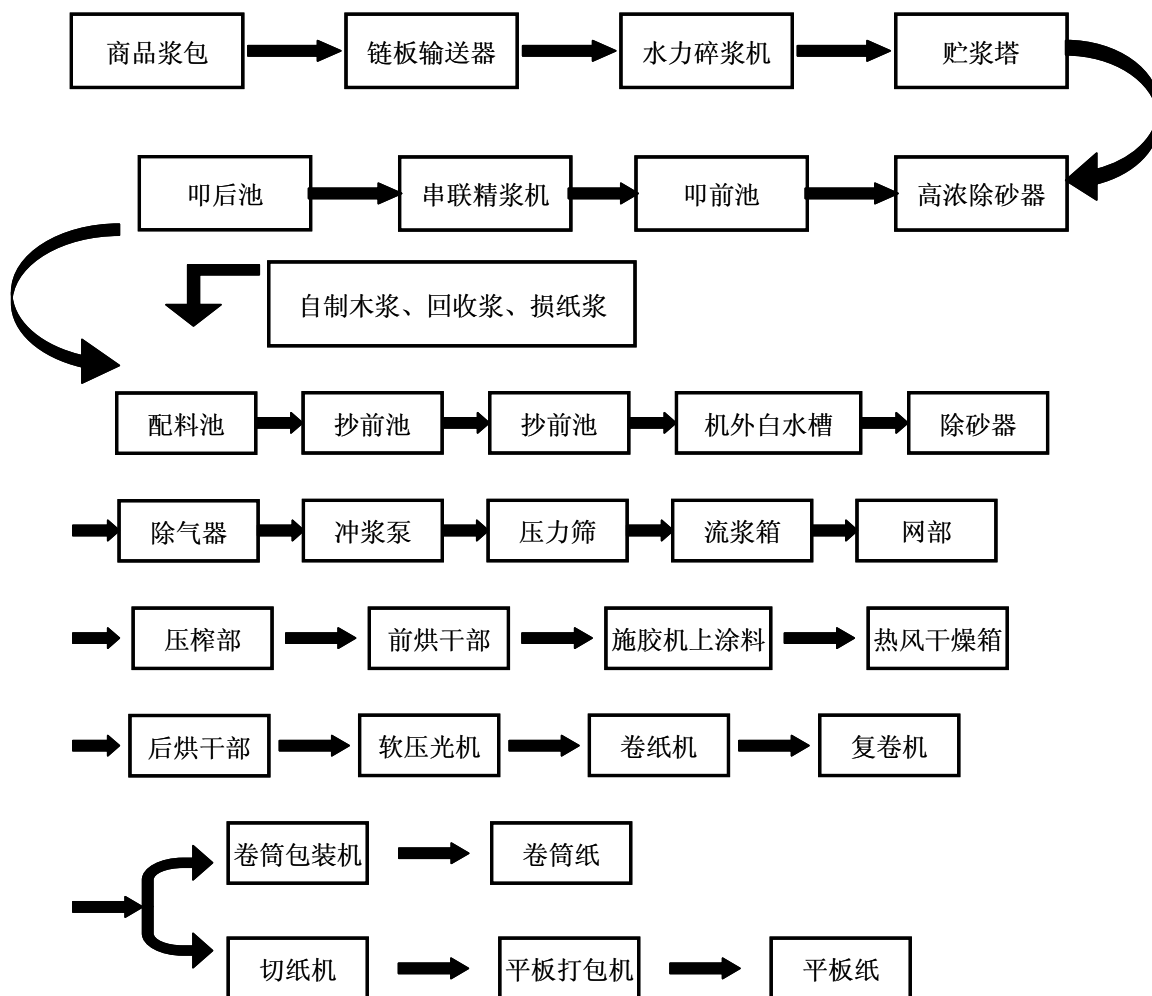 商品浆包 链板输送器 水力碎浆机 贮浆塔
叩后池 串联精浆机 叩前池 高浓除砂器
自制木浆、回收浆、损纸浆
配料池 抄前池 抄前池 机外白水槽 除砂器
除气器 冲浆泵 压力筛 流浆箱 网部
压榨部 前烘干部 施胶机上涂料 热风干燥箱
后烘干部 软压光机 卷纸机 复卷机
卷筒包装机 卷筒纸
切纸机 平板打包机 平板纸